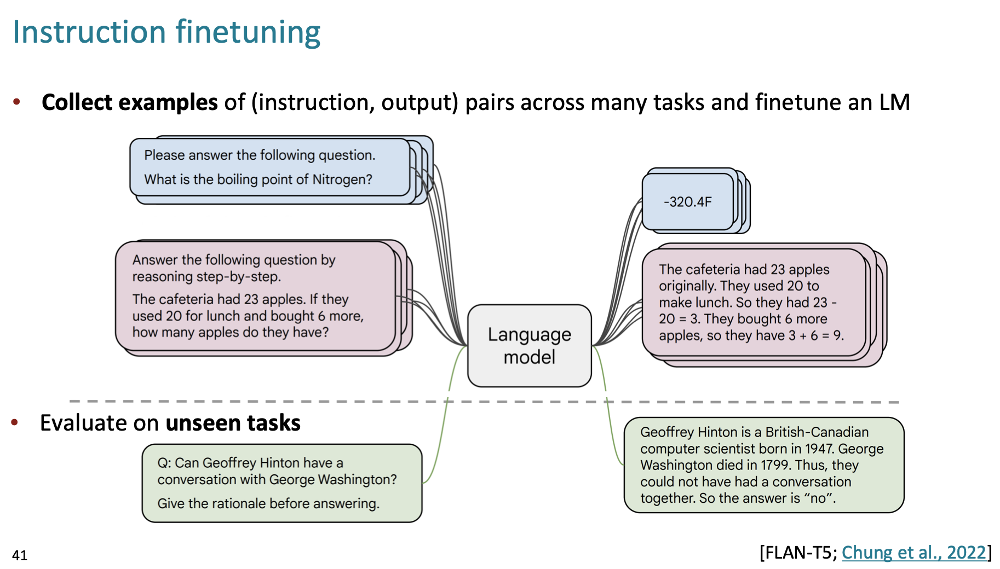 Instruction finetuning
• Collect examples of (instruction, output) pairs across many tasks and finetune an LM
Please answer the following question.
What is the boiling point of Nitrogen?
-320.4F
Answer the following question by
reasoning step-by-step.
The cafeteria had 23 apples. If they
used 20 for lunch and bought 6 more,
how many apples do they have?
Language
model
The cafeteria had 23 apples
originally. They used 20 to
make lunch. So they had 23 -
20 = 3. They bought 6 more
apples, so they have 3 + 6 = 9.
• Evaluate on unseen tasks
Q: Can Geoffrey Hinton have a
conversation with George Washington?
Give the rationale before answering.
Geoffrey Hinton is a British-Canadian
computer scientist born in 1947. George
Washington died in 1799. Thus, they
could not have had a conversation
together. So the answer is “no”.
41
[FLAN-T5; Chung et al., 2022]